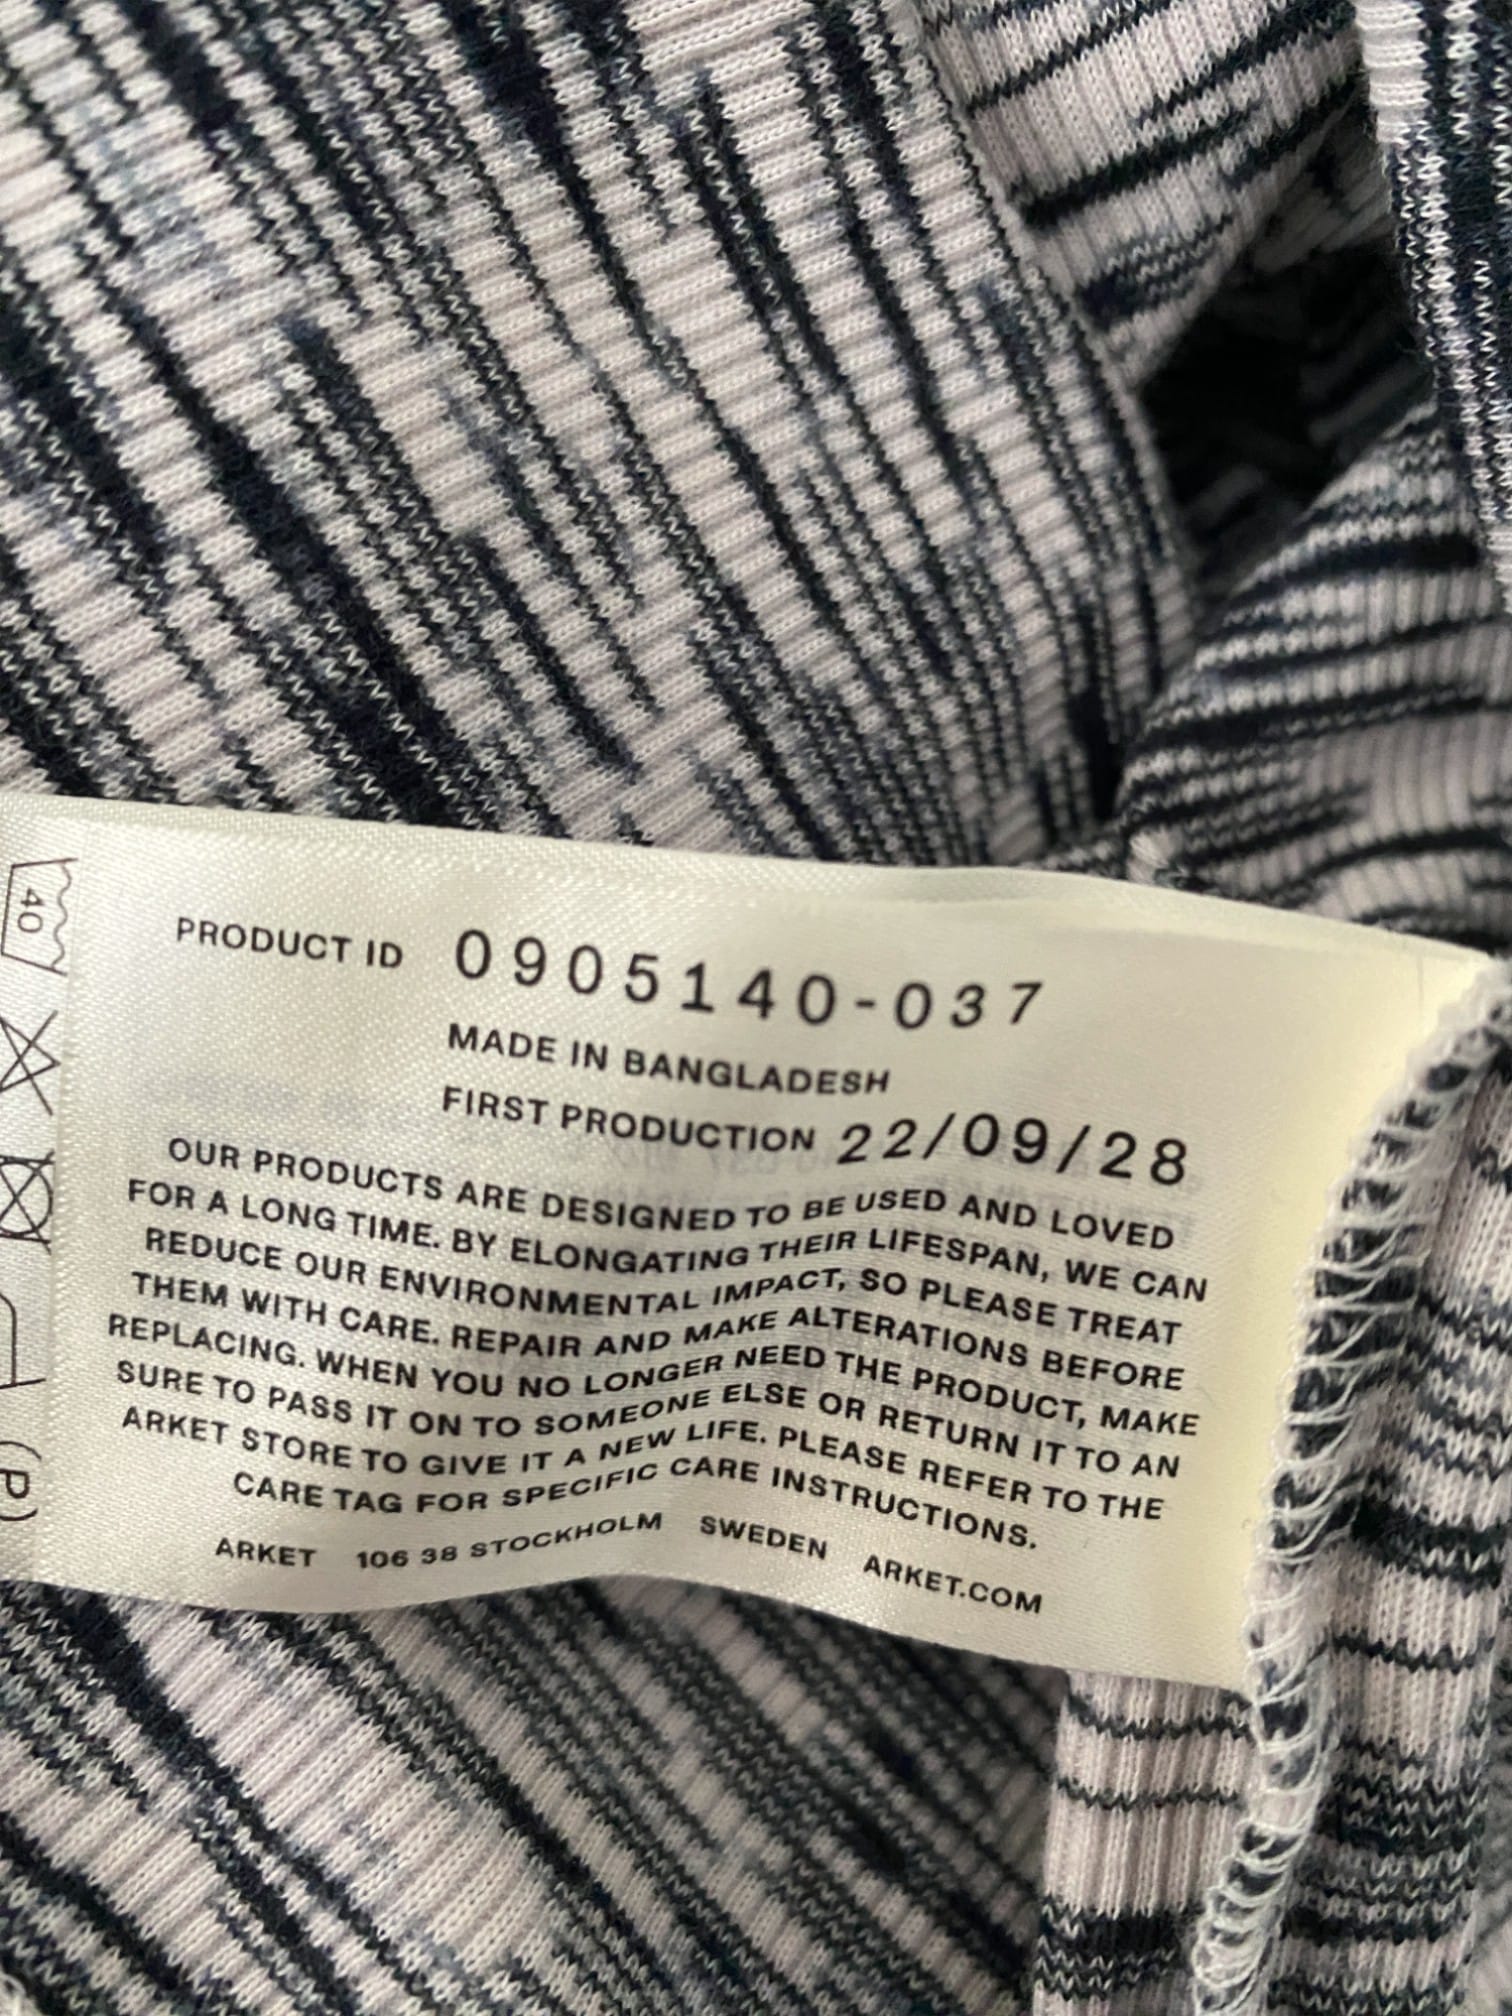 PRODUCT ID 0905140-037
MADE IN BANGLADESH
FIRST PRODUCTION 22/09/28
OUR PRODUCTS ARE DESIGNED TO BE USED AND LOVED
FOR A LONG TIME. BY ELONGATING THEIR LIFESPAN, WE CAN
REDUCE OUR ENVIRONMENTAL IMPACT, SO PLEASE TREAT
THEM WITH CARE. REPAIR AND MAKE ALTERATIONS BEFORE
REPLACING. WHEN YOU NO LONGER NEED THE PRODUCT, MAKE
SURE TO PASS IT ON TO SOMEONE ELSE OR RETURN IT TO AN
ARKET STORE TO GIVE IT A NEW LIFE. PLEASE REFER TO THE
CARE TAG FOR SPECIFIC CARE INSTRUCTIONS.
ARKET 106 38 STOCKHOLM SWEDEN ARKET.COM
40
(P)